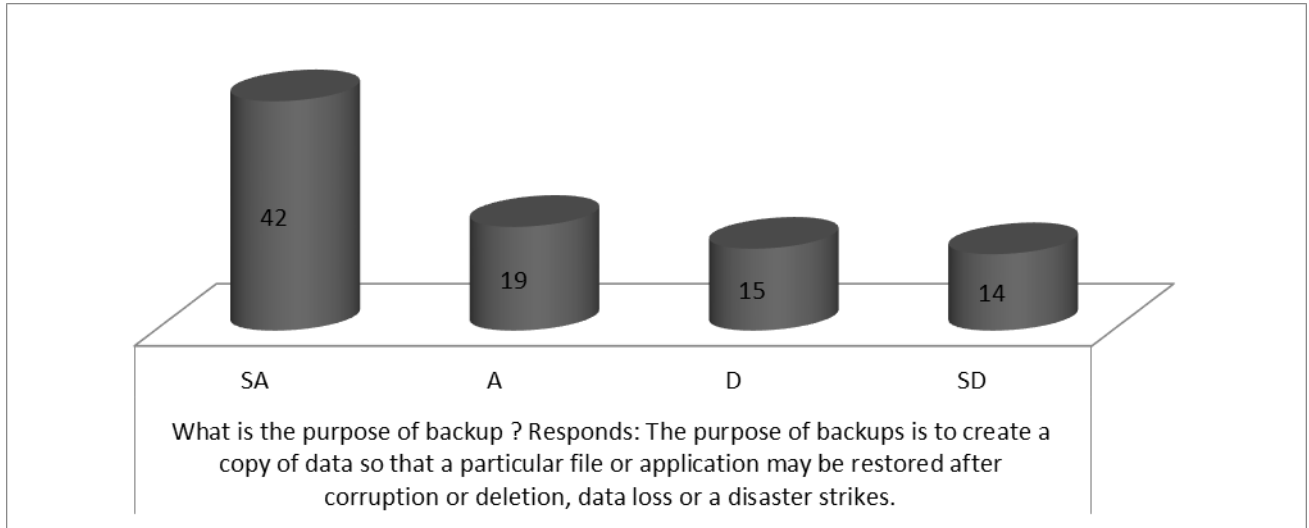 42
19
15
14
SA A D SD
What is the purpose of backup ? Responds: The purpose of backups is to create a
copy of data so that a particular file or application may be restored after
corruption or deletion, data loss or a disaster strikes.